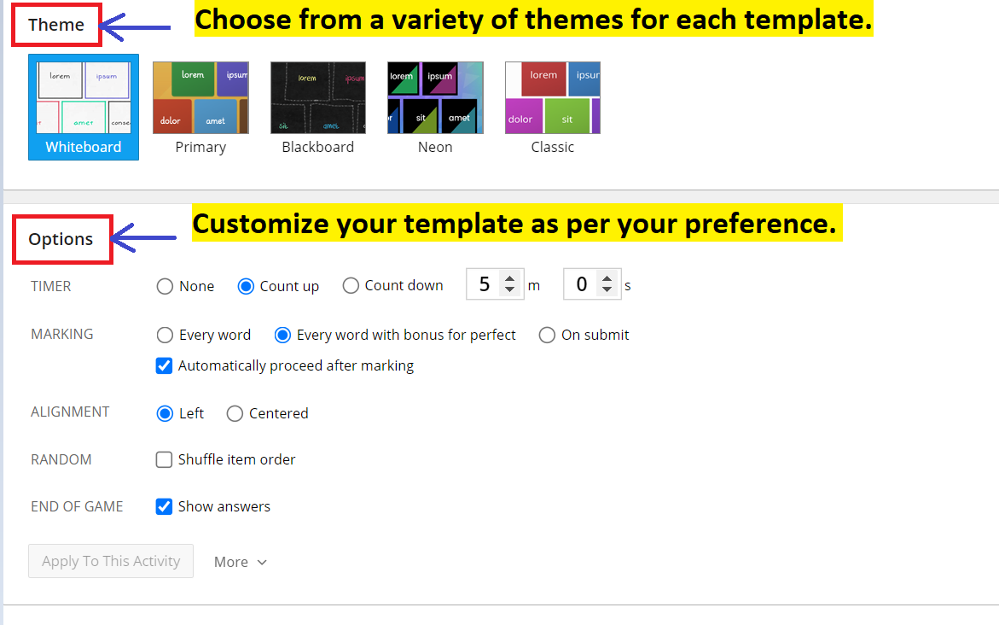 Theme
Choose from a variety of themes for each template.
lorem ipsum
amet conse
Whiteboard
lorem ipsum
dolor amet
Primary
lorem ipsum
sit amet
Blackboard
lorem ipsum
sit amet
Neon
lorem ipsur
dolor sit
Classic
Options
Customize your template as per your preference.
TIMER None Count up Count down 5 m 0 s
MARKING Every word Every word with bonus for perfect On submit
Automatically proceed after marking
ALIGNMENT Left Centered
RANDOM Shuffle item order
END OF GAME Show answers
Apply To This Activity More